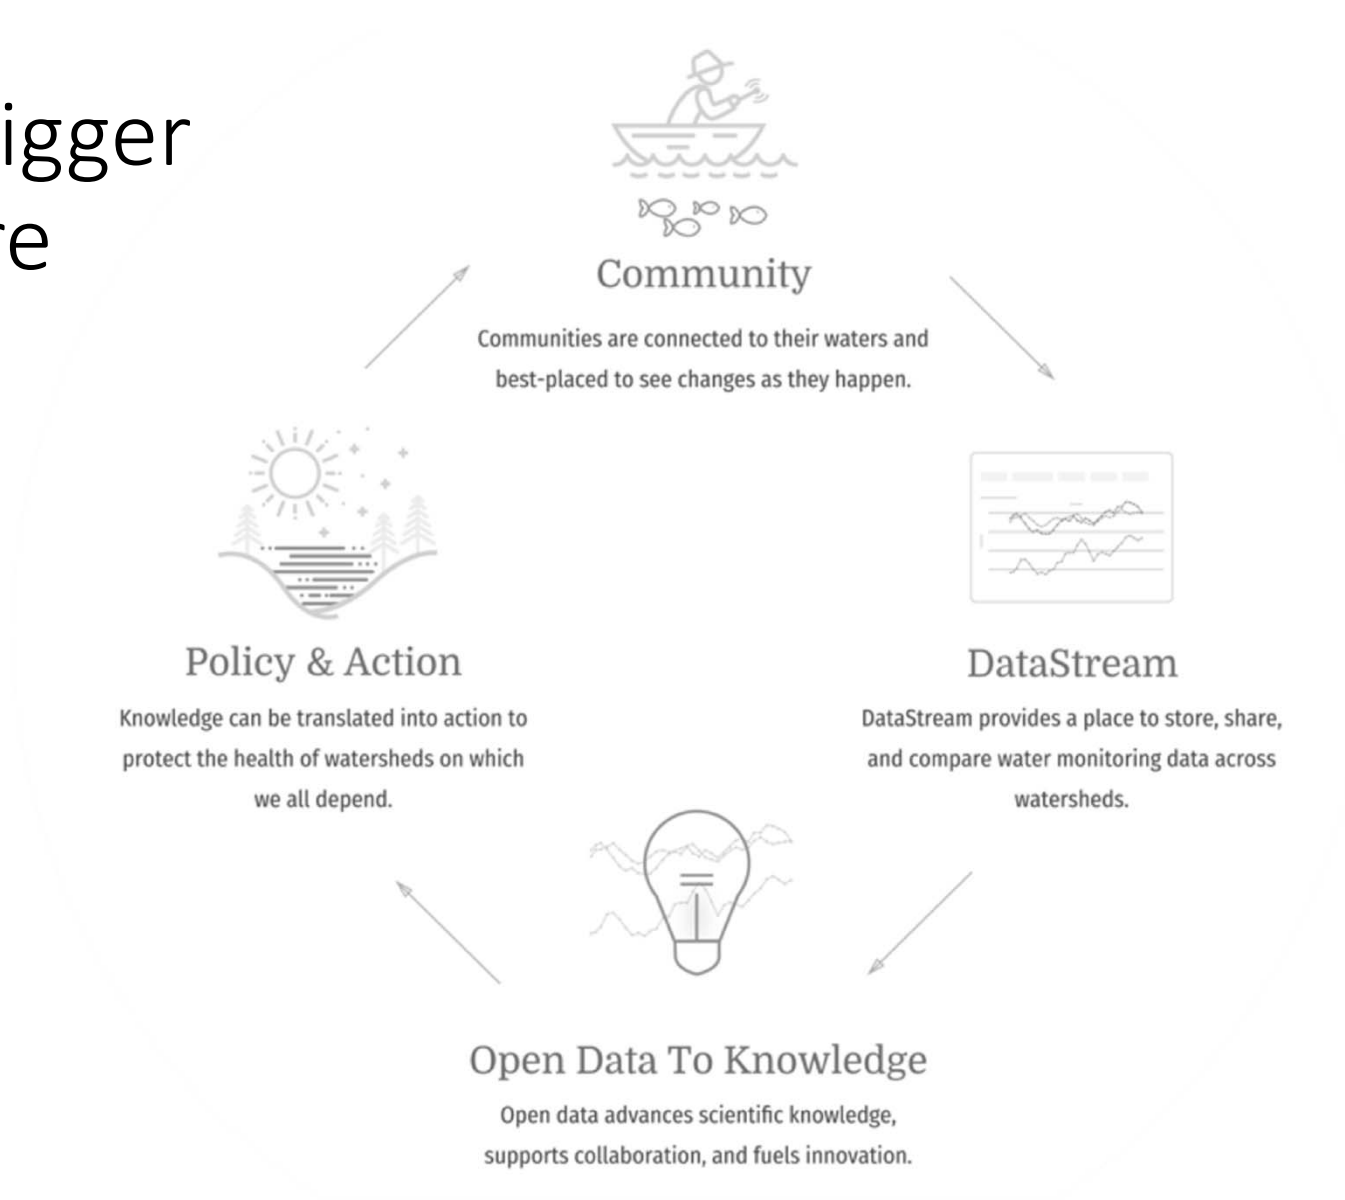 igger
re
Community
Communities are connected to their waters and
best-placed to see changes as they happen.
Policy & Action
Knowledge can be translated into action to
protect the health of watersheds on which
we all depend.
DataStream
DataStream provides a place to store, share,
and compare water monitoring data across
watersheds.
Open Data To Knowledge
Open data advances scientific knowledge,
supports collaboration, and fuels innovation.